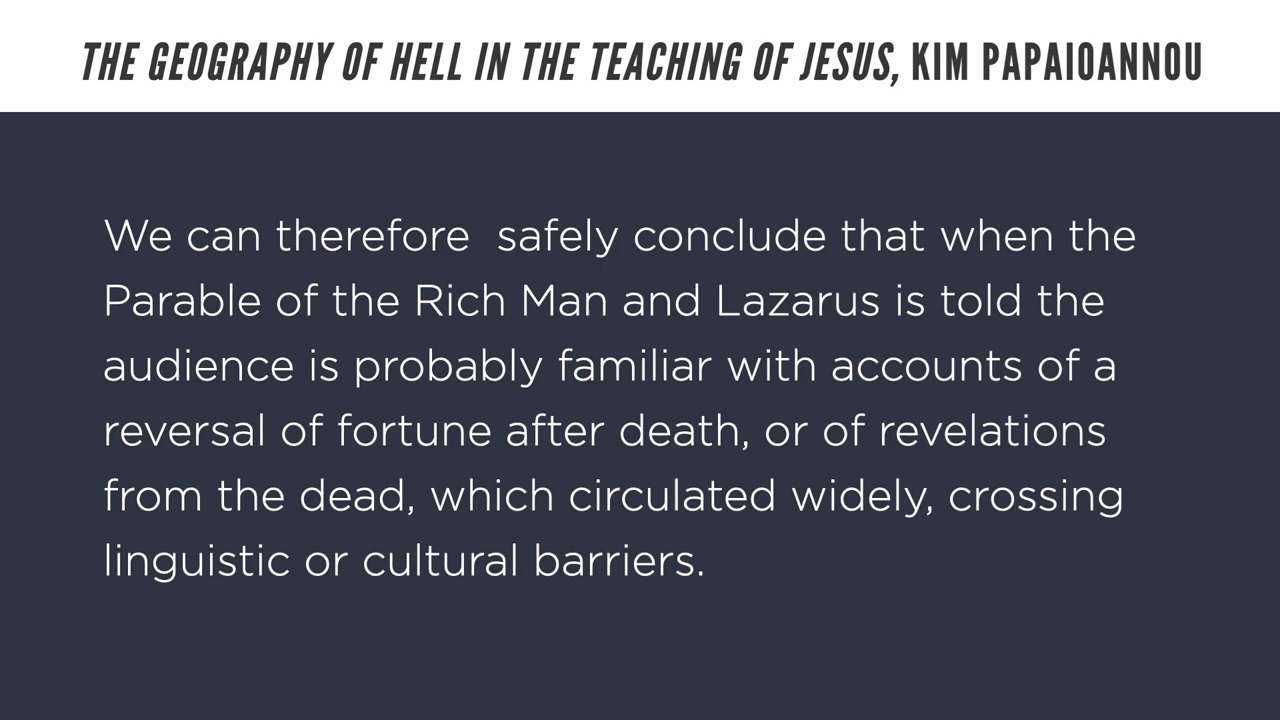 THE GEOGRAPHY OF HELL IN THE TEACHING OF JESUS, KIM PAPAIOANNOU
We can therefore  safely conclude that when the
Parable of the Rich Man and Lazarus is told the
audience is probably familiar with accounts of a
reversal of fortune after death, or of revelations
from the dead, which circulated widely, crossing
linguistic or cultural barriers.